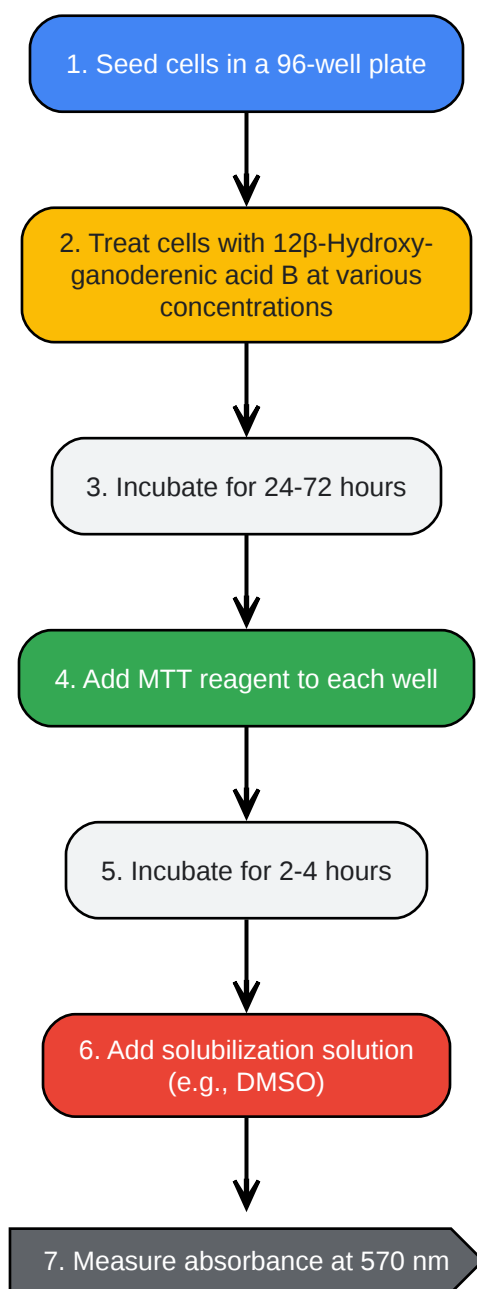 1. Seed cells in a 96-well plate
2. Treat cells with 12β-Hydroxy-
ganoderenic acid B at various
concentrations
3. Incubate for 24-72 hours
4. Add MTT reagent to each well
5. Incubate for 2-4 hours
6. Add solubilization solution
(e.g., DMSO)
7. Measure absorbance at 570 nm